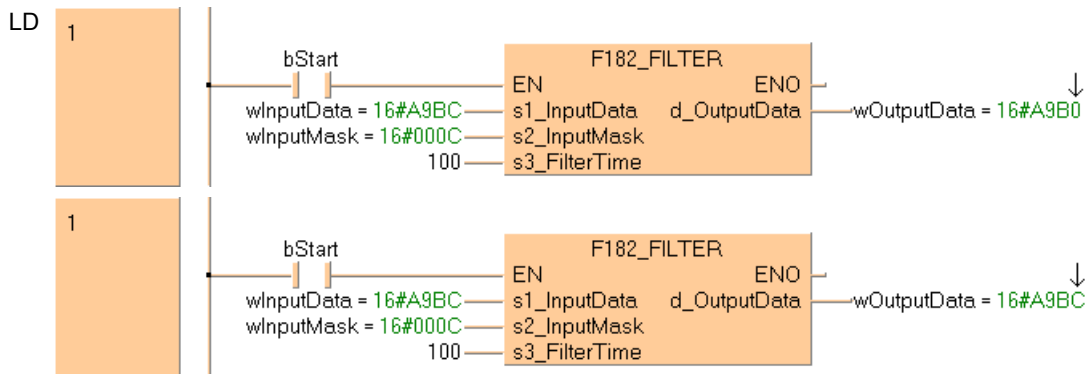 LD
1
bStart
F182_FILTER
EN ENO
wInputData = 16#A9BC s1_InputData d_OutputData wOutputData = 16#A9B0
wInputMask = 16#000C s2_InputMask
100 s3_FilterTime
1
bStart
F182_FILTER
EN ENO
wInputData = 16#A9BC s1_InputData d_OutputData wOutputData = 16#A9BC
wInputMask = 16#000C s2_InputMask
100 s3_FilterTime